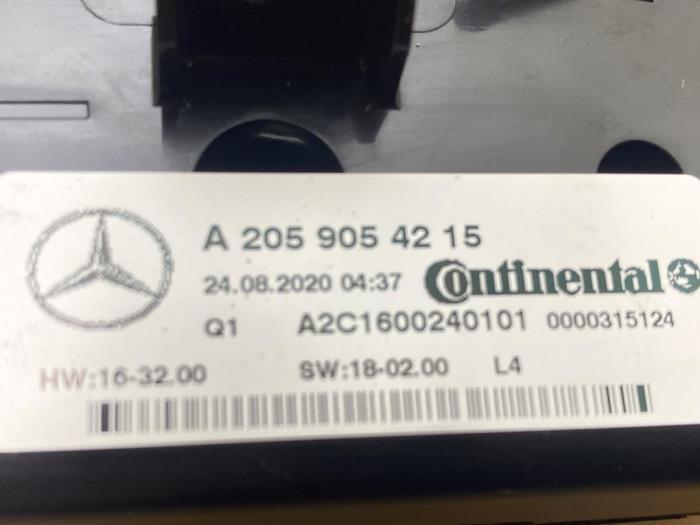 A 205 905 42 15
24.08.2020 04:37 Continental
Q1 A2C1600240101 0000315124
HW:16-32.00 SW:18-02.00 L4